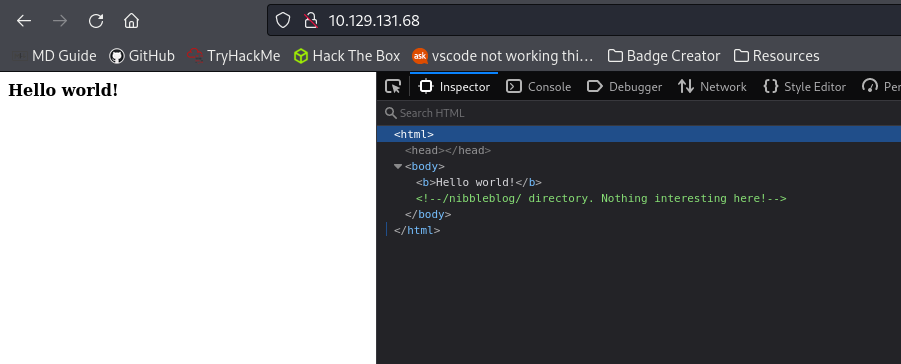 10.129.131.68
MD Guide GitHub TryHackMe Hack The Box ask vscode not working thi... Badge Creator Resources
Hello world!
Inspector Console Debugger Network {} Style Editor Per
Search HTML
<html>
<head></head>
<body>
<b>Hello world!</b>
<!--/nibbleblog/ directory. Nothing interesting here!-->
</body>
</html>